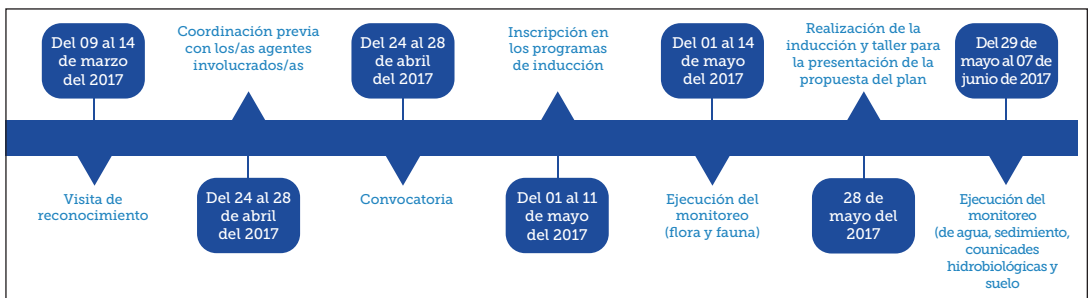 Del 09 al 14
de marzo
del 2017
Visita de
reconocimiento
Coordinación previa
con los/as agentes
involucrados/as
Del 24 al 28
de abril
del 2017
Del 24 al 28
de abril
del 2017
Convocatoria
Inscripción en
los programas
de inducción
Del 01 al 11
de mayo
del 2017
Del 01 al 14
de mayo
del 2017
Ejecución del
monitoreo
(flora y fauna)
Realización de la
inducción y taller para
la presentación de la
propuesta del plan
28 de
mayo del
2017
Del 29 de
mayo al 07 de
junio de 2017
Ejecución del
monitoreo
(de agua, sedimiento,
counicades
hidrobiológicas y
suelo